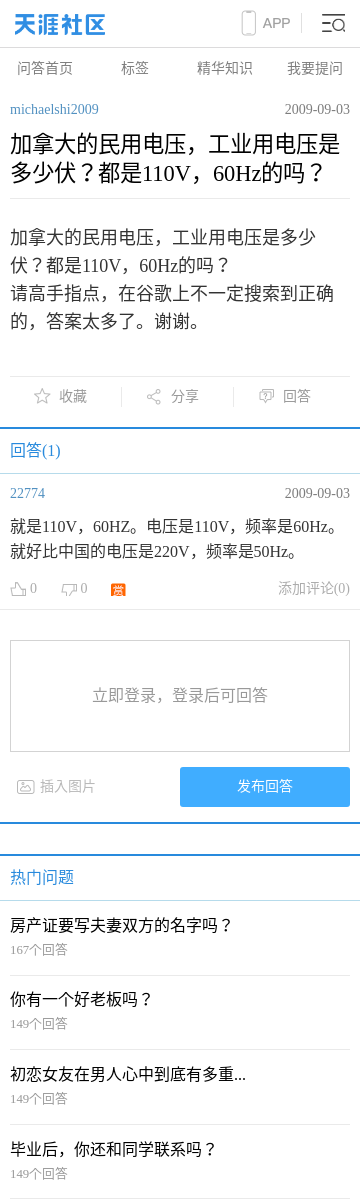 天涯社区
APP
问答首页 标签 精华知识 我要提问
michaelshi2009 2009-09-03
加拿大的民用电压，工业用电压是
多少伏？都是110V，60Hz的吗？
加拿大的民用电压，工业用电压是多少
伏？都是110V，60Hz的吗？
请高手指点，在谷歌上不一定搜索到正确
的，答案太多了。谢谢。
收藏 分享 回答
回答(1)
22774 2009-09-03
就是110V，60HZ。电压是110V，频率是60Hz。
就好比中国的电压是220V，频率是50Hz。
0 0 赏 添加评论(0)
立即登录，登录后可回答
插入图片 发布回答
热门问题
房产证要写夫妻双方的名字吗？
167个回答
你有一个好老板吗？
149个回答
初恋女友在男人心中到底有多重...
149个回答
毕业后，你还和同学联系吗？
149个回答